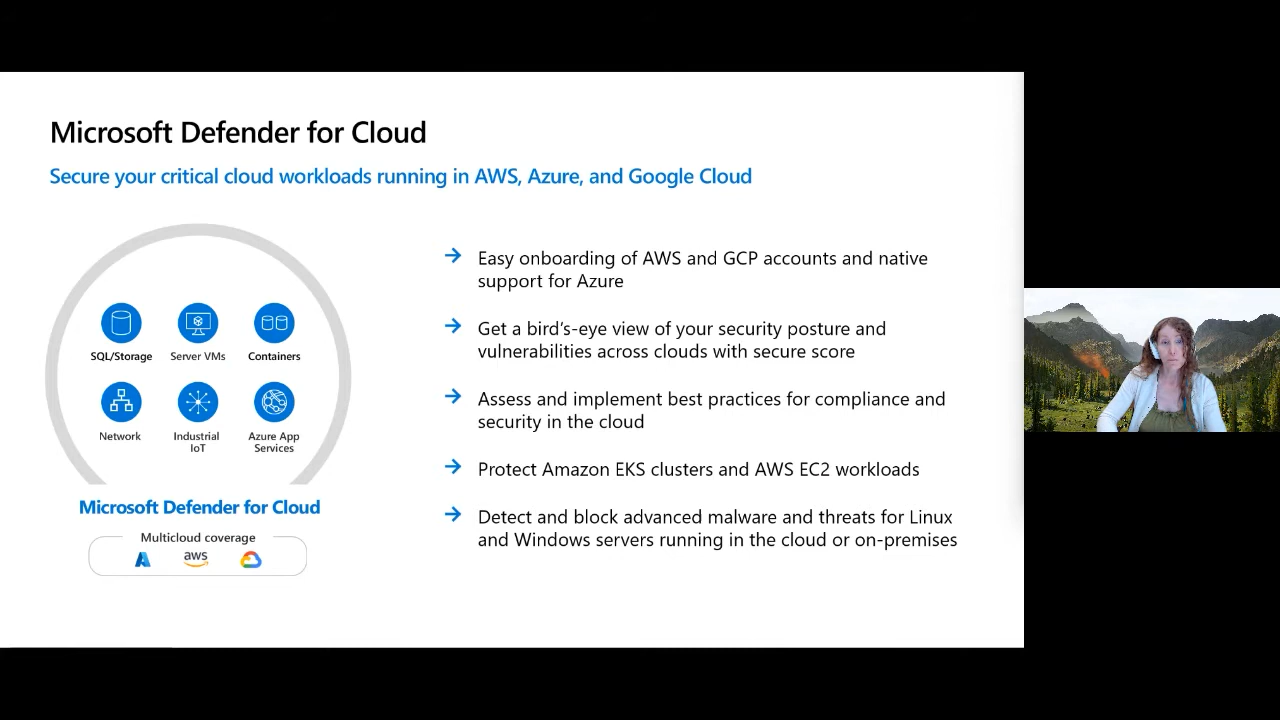 Microsoft Defender for Cloud
Secure your critical cloud workloads running in AWS, Azure, and Google Cloud
SQL/Storage
Server VMs
Containers
Network
Industrial
IoT
Azure App
Services
Microsoft Defender for Cloud
Multicloud coverage
aws
Easy onboarding of AWS and GCP accounts and native
support for Azure
Get a bird's-eye view of your security posture and
vulnerabilities across clouds with secure score
Assess and implement best practices for compliance and
security in the cloud
Protect Amazon EKS clusters and AWS EC2 workloads
Detect and block advanced malware and threats for Linux
and Windows servers running in the cloud or on-premises